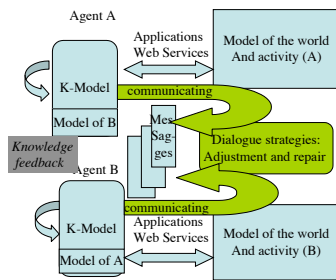 Agent A
Applications
Web Services
Model of the world
And activity (A)
K-Model
communicating
Model of B
Mes
Sag-
ges
Dialogue strategies:
Adjustment and repair
Knowledge
feedback
Agent B
communicating
K-Model
Model of the world
And activity (B)
Applications
Web Services
Model of A